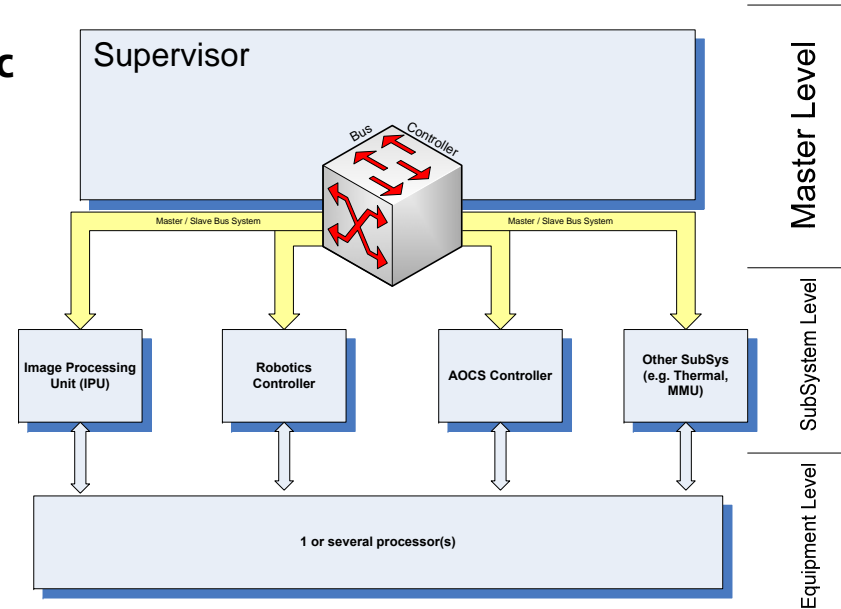 c
Supervisor
Master Level
Bus
Controller
Master / Slave Bus System
Master / Slave Bus System
Image Processing
Unit (IPU)
Robotics
Controller
AOCS Controller
Other SubSys
(e.g. Thermal,
MMU)
SubSystem Level
1 or several processor(s)
Equipment Level